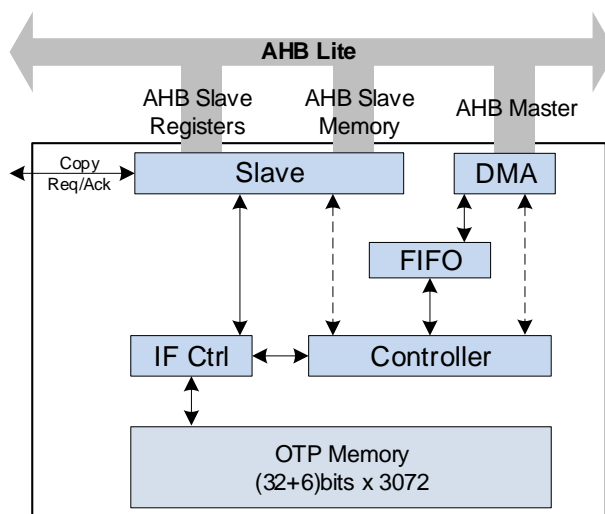 AHB Lite
AHB Slave
Registers
AHB Slave
Memory
AHB Master
Copy
Req/Ack
Slave
DMA
FIFO
IF Ctrl
Controller
OTP Memory
(32+6)bits x 3072